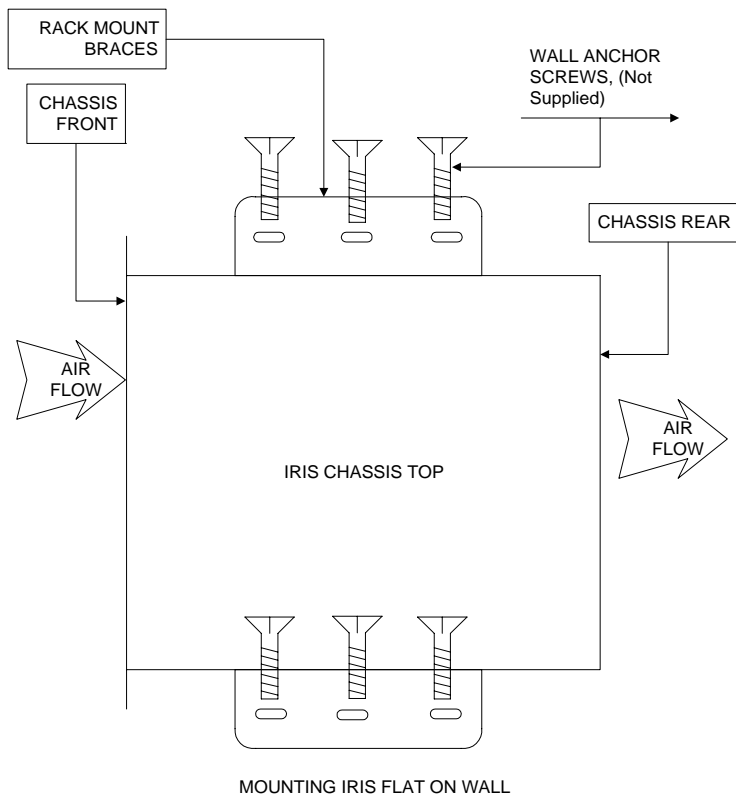 RACK MOUNT
BRACES
WALL ANCHOR
SCREWS, (Not
Supplied)
CHASSIS
FRONT
CHASSIS REAR
AIR
FLOW
AIR
FLOW
IRIS CHASSIS TOP
MOUNTING IRIS FLAT ON WALL